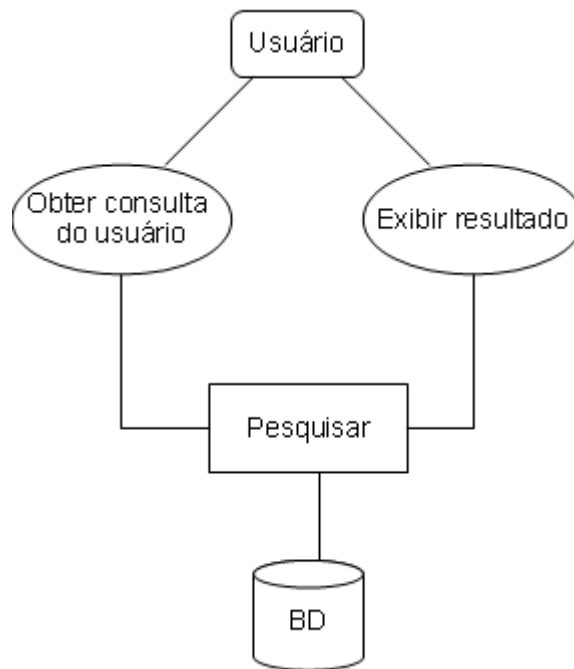 Usuário
Obter consulta
do usuário
Exibir resultado
Pesquisar
BD